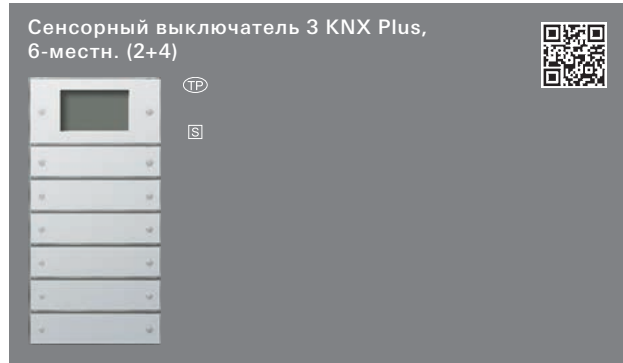 Сенсорный выключатель 3 KNX Plus,
6-местн. (2+4)
TP
S